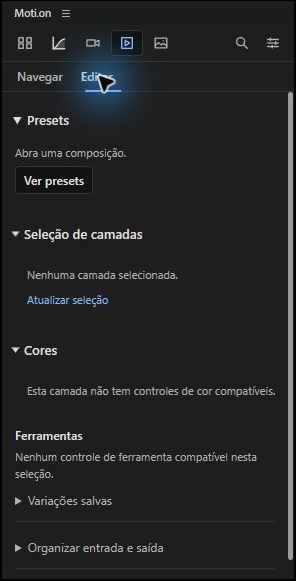 Moti.on
Navegar
Presets
Abra uma composição.
Ver presets
Seleção de camadas
Nenhuma camada selecionada.
Atualizar seleção
Cores
Esta camada não tem controles de cor compatíveis.
Ferramentas
Nenhum controle de ferramenta compatível nesta
seleção.
Variações salvas
Organizar entrada e saída